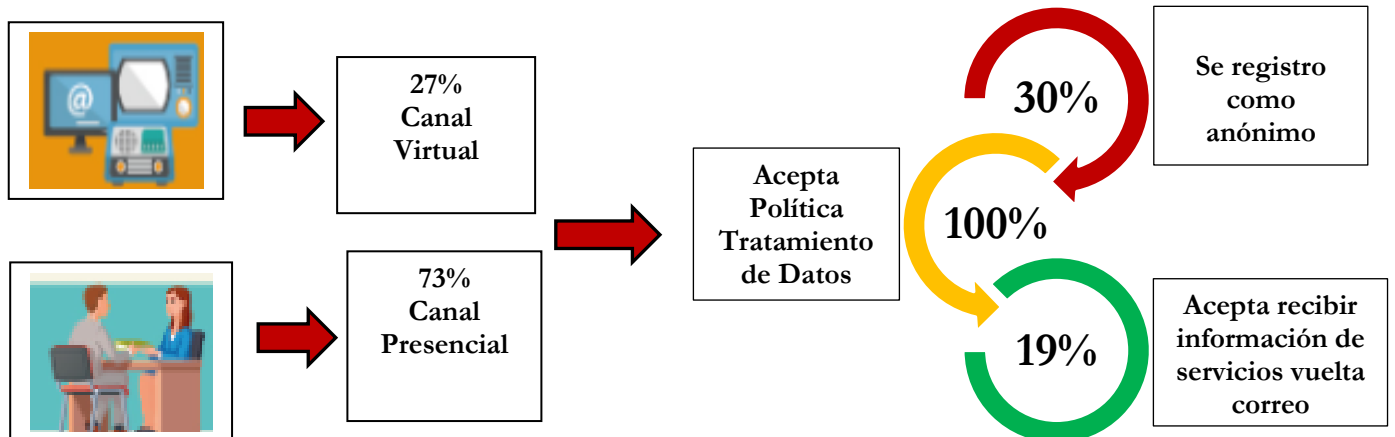 @
27%
Canal
Virtual
73%
Canal
Presencial
Acepta
Política
Tratamiento
de Datos
30%
Se registro
como
anónimo
100%
19%
Acepta recibir
información de
servicios vuelta
correo